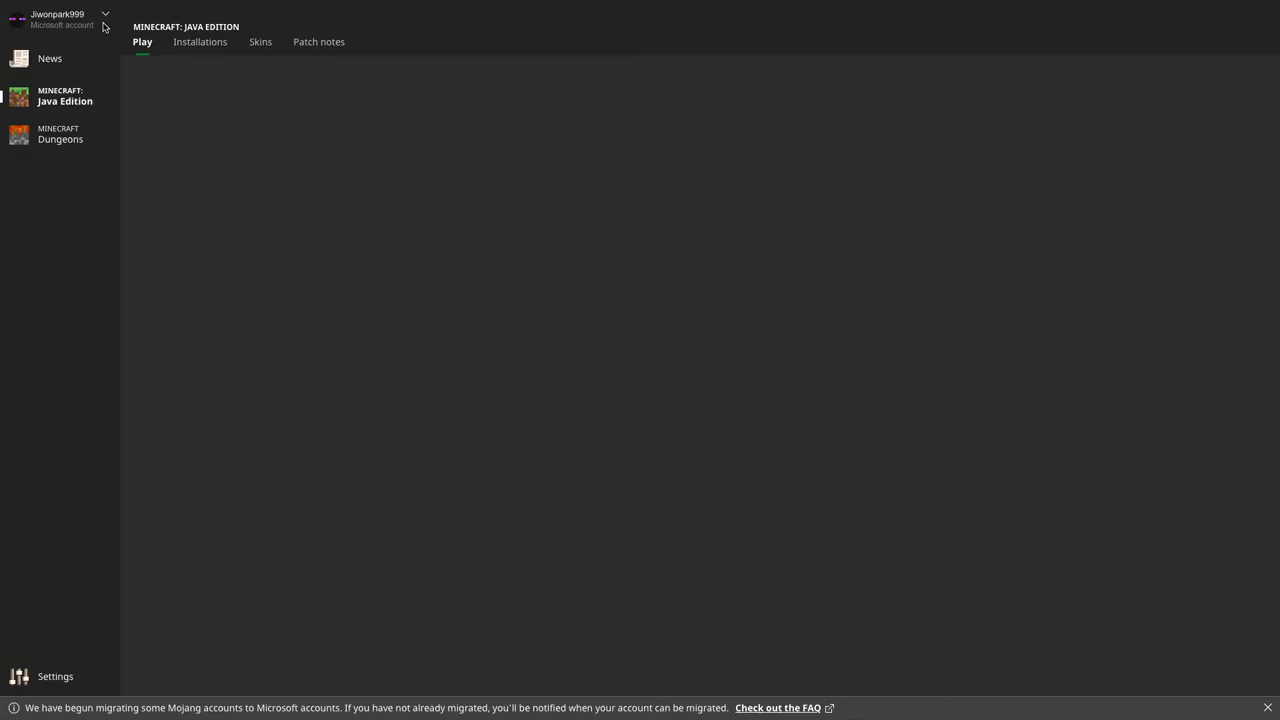 Jiwonpark999
Microsoft account
News
MINECRAFT:
Java Edition
MINECRAFT
Dungeons
Settings
MINECRAFT: JAVA EDITION
Play Installations Skins Patch notes
We have begun migrating some Mojang accounts to Microsoft accounts. If you have not already migrated, you'll be notified when your account can be migrated. Check out the FAQ